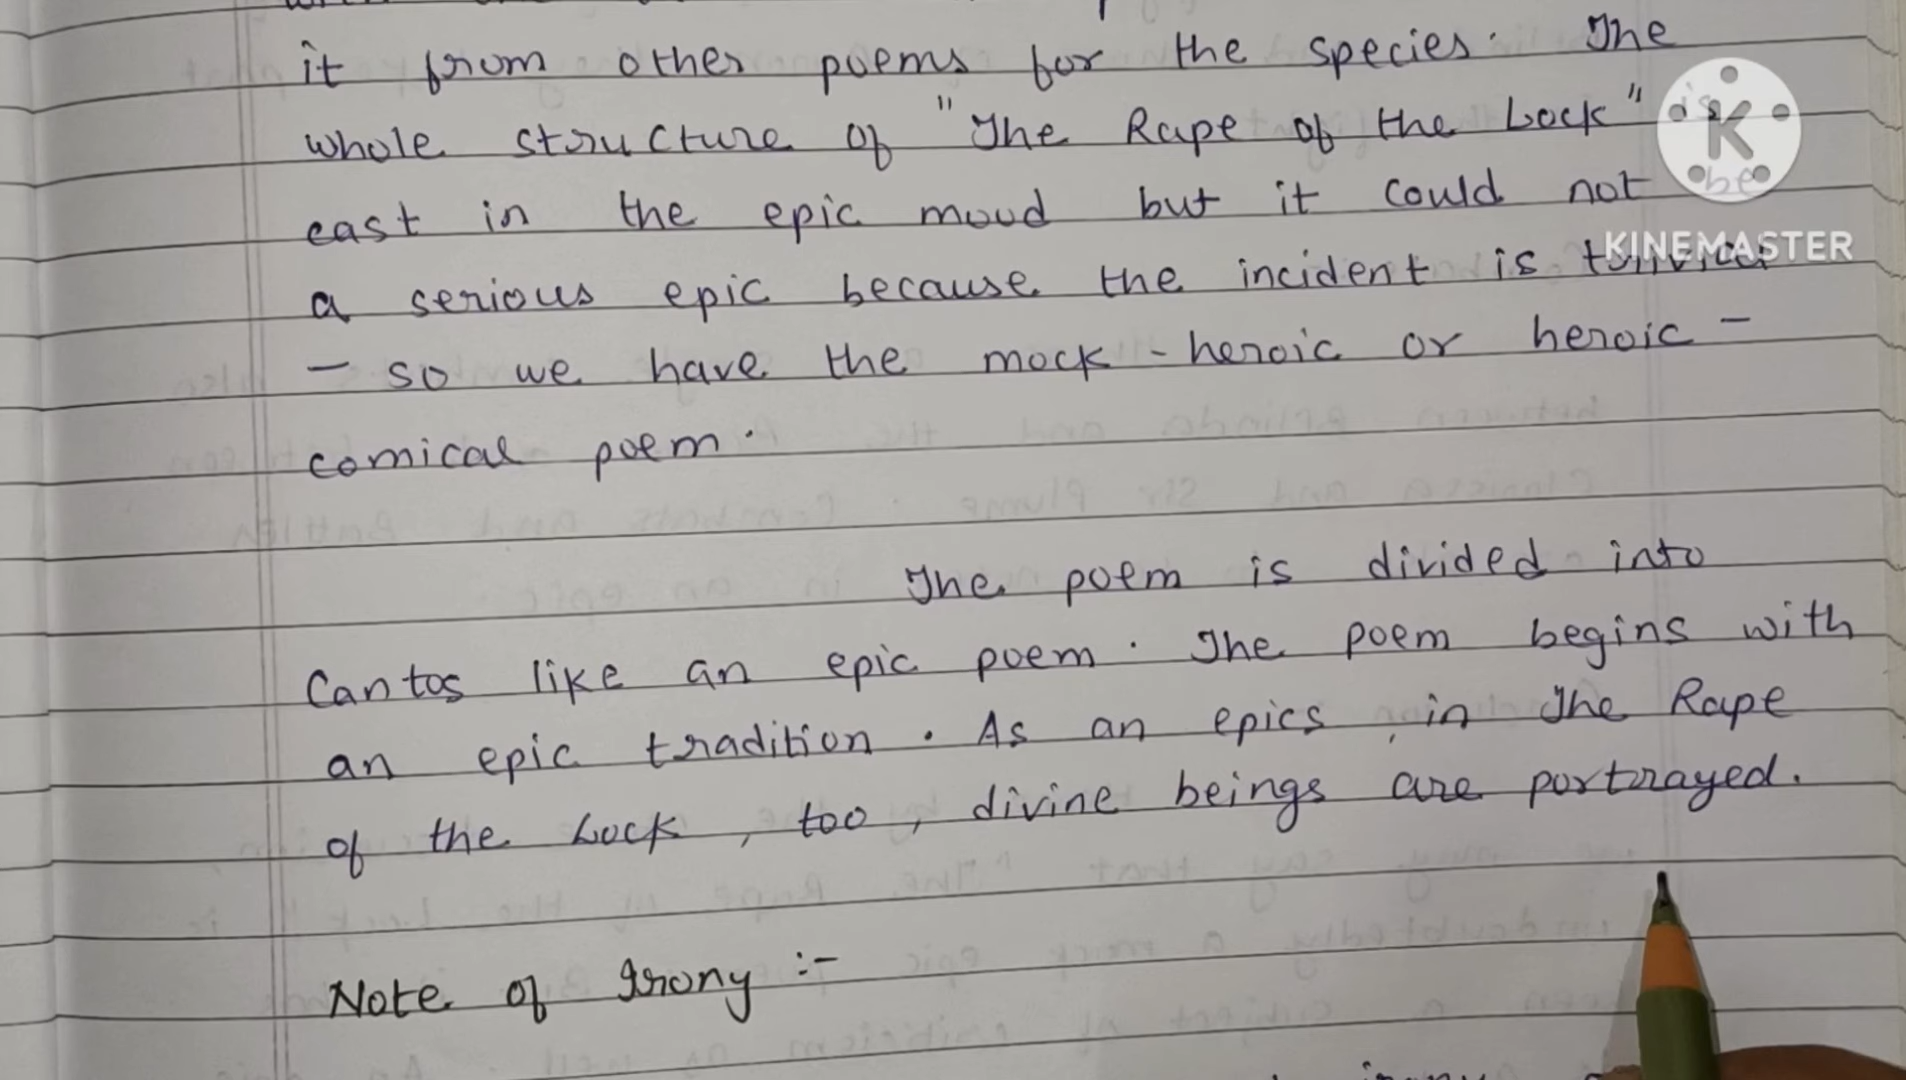 it from other poems for the species. The
whole structure of "The Rape of the Lock" is
cast in the epic mood but it could not be
a serious epic because the incident is trivial
- so we have the mock-heroic or heroic -
comical poem.
The poem is divided into
Cantos like an epic poem. The poem begins with
an epic tradition. As an epics, in The Rape
of the Lock, too, divine beings are portrayed.
Note of Irony :-
K
KINEMASTER